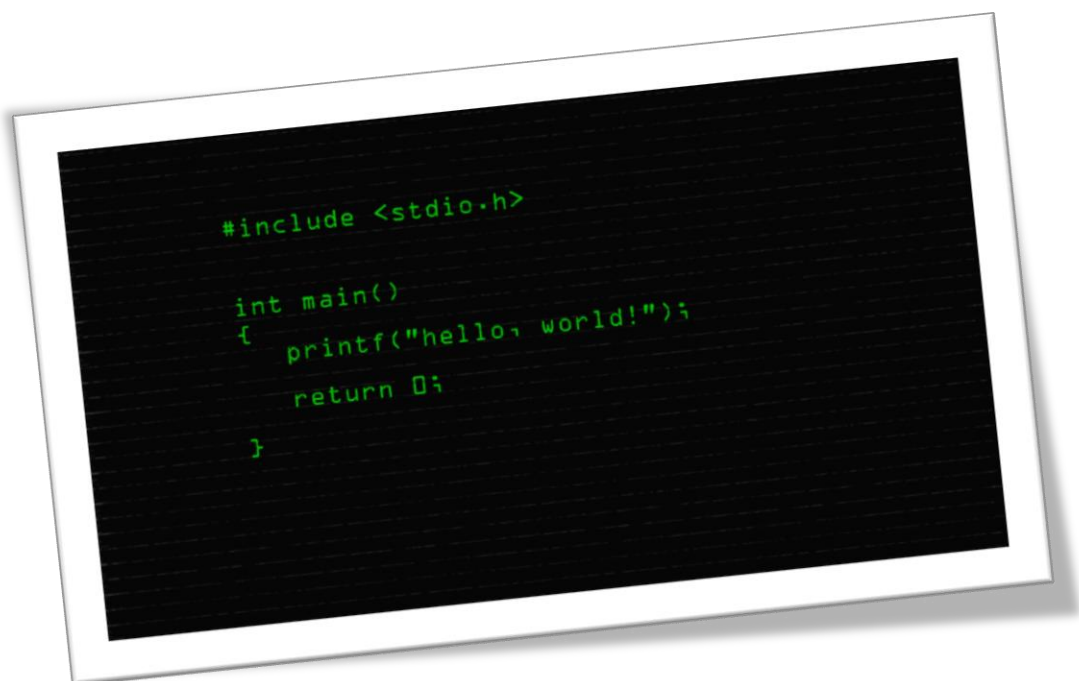 #include <stdio.h>
int main()
{
printf("hello, world!");
return 0;
}